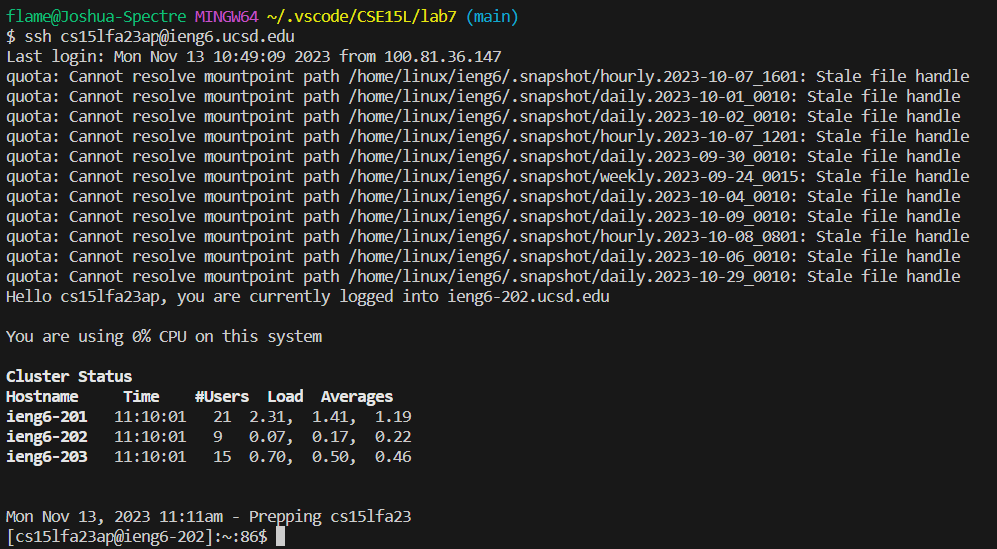 flame@Joshua-Spectre MINGW64 ~/.vscode/CSE15L/lab7 (main)
$ ssh cs15lfa23ap@ieng6.ucsd.edu
Last login: Mon Nov 13 10:49:09 2023 from 100.81.36.147
quota: Cannot resolve mountpoint path /home/linux/ieng6/.snapshot/hourly.2023-10-07_1601: Stale file handle
quota: Cannot resolve mountpoint path /home/linux/ieng6/.snapshot/daily.2023-10-01_0010: Stale file handle
quota: Cannot resolve mountpoint path /home/linux/ieng6/.snapshot/daily.2023-10-02_0010: Stale file handle
quota: Cannot resolve mountpoint path /home/linux/ieng6/.snapshot/hourly.2023-10-07_1201: Stale file handle
quota: Cannot resolve mountpoint path /home/linux/ieng6/.snapshot/daily.2023-09-30_0010: Stale file handle
quota: Cannot resolve mountpoint path /home/linux/ieng6/.snapshot/weekly.2023-09-24_0015: Stale file handle
quota: Cannot resolve mountpoint path /home/linux/ieng6/.snapshot/daily.2023-10-04_0010: Stale file handle
quota: Cannot resolve mountpoint path /home/linux/ieng6/.snapshot/daily.2023-10-09_0010: Stale file handle
quota: Cannot resolve mountpoint path /home/linux/ieng6/.snapshot/hourly.2023-10-08_0801: Stale file handle
quota: Cannot resolve mountpoint path /home/linux/ieng6/.snapshot/daily.2023-10-06_0010: Stale file handle
quota: Cannot resolve mountpoint path /home/linux/ieng6/.snapshot/daily.2023-10-29_0010: Stale file handle
Hello cs15lfa23ap, you are currently logged into ieng6-202.ucsd.edu
You are using 0% CPU on this system
Cluster Status
Hostname     Time    #Users  Load  Averages
ieng6-201   11:10:01   21  2.31,  1.41,  1.19
ieng6-202   11:10:01   9   0.07,  0.17,  0.22
ieng6-203   11:10:01   15  0.70,  0.50,  0.46
Mon Nov 13, 2023 11:11am - Prepping cs15lfa23
[cs15lfa23ap@ieng6-202]:~:86$